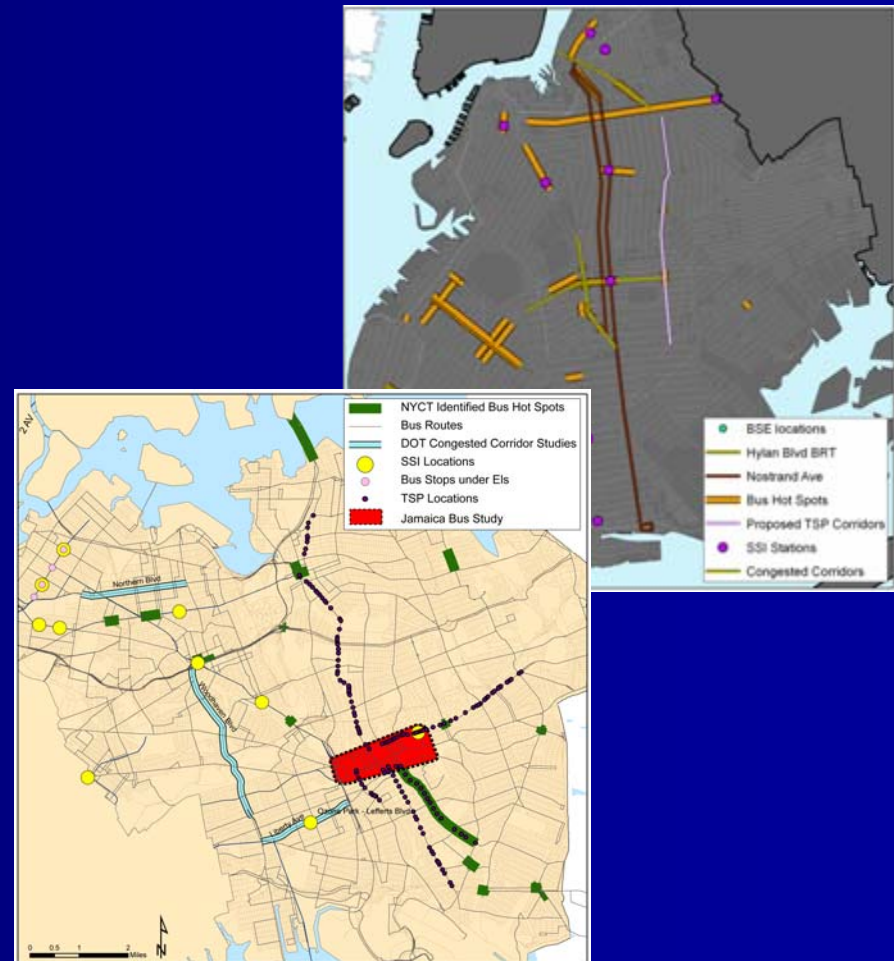 BSE locations
Hylan Blvd BRT
Nostrand Ave
Bus Hot Spots
Proposed TSP Corridors
SSI Stations
Congested Corridors
2 AV
NYCT Identified Bus Hot Spots
Bus Routes
DOT Congested Corridor Studies
SSI Locations
Bus Stops under Els
TSP Locations
Jamaica Bus Study
Northern Blvd
Woodhaven Blvd
Ozone Park - Lefferts Blvd
Liberty Ave
N
0 0.5 1 2
Miles